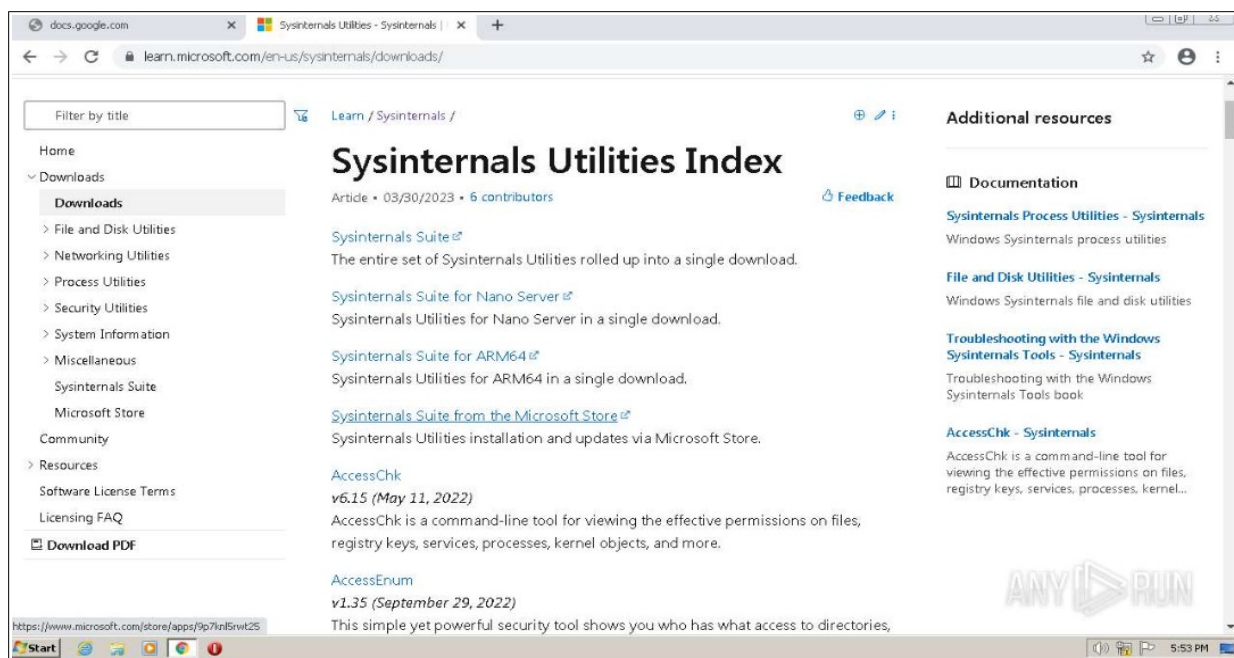 docs.google.com
Sysinternals Utilities - Sysinternals |
learn.microsoft.com/en-us/sysinternals/downloads/
Filter by title
Home
Downloads
Downloads
File and Disk Utilities
Networking Utilities
Process Utilities
Security Utilities
System Information
Miscellaneous
Sysinternals Suite
Microsoft Store
Community
Resources
Software License Terms
Licensing FAQ
Download PDF
Learn / Sysinternals /
Sysinternals Utilities Index
Article • 03/30/2023 • 6 contributors
Feedback
Sysinternals Suite
The entire set of Sysinternals Utilities rolled up into a single download.
Sysinternals Suite for Nano Server
Sysinternals Utilities for Nano Server in a single download.
Sysinternals Suite for ARM64
Sysinternals Utilities for ARM64 in a single download.
Sysinternals Suite from the Microsoft Store
Sysinternals Utilities installation and updates via Microsoft Store.
AccessChk
v6.15 (May 11, 2022)
AccessChk is a command-line tool for viewing the effective permissions on files,
registry keys, services, processes, kernel objects, and more.
AccessEnum
v1.35 (September 29, 2022)
This simple yet powerful security tool shows you who has what access to directories,
Additional resources
Documentation
Sysinternals Process Utilities - Sysinternals
Windows Sysinternals process utilities
File and Disk Utilities - Sysinternals
Windows Sysinternals file and disk utilities
Troubleshooting with the Windows
Sysinternals Tools - Sysinternals
Troubleshooting with the Windows
Sysinternals Tools book
AccessChk - Sysinternals
AccessChk is a command-line tool for
viewing the effective permissions on files,
registry keys, services, processes, kernel...
ANY RUN
https://www.microsoft.com/store/apps/9p7knl5rwt25
Start
5:53 PM